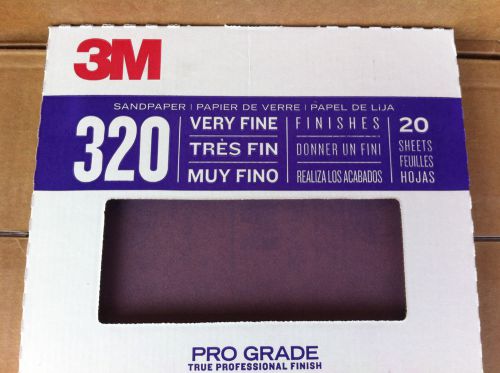 3M
SANDPAPER | PAPIER DE VERRE | PAPEL DE LIJA
320
VERY FINE
TRÈS FIN
MUY FINO
FINISHES
DONNER UN FINI
REALIZA LOS ACABADOS
20
SHEETS
FEUILLES
HOJAS
PRO GRADE
TRUE PROFESSIONAL FINISH